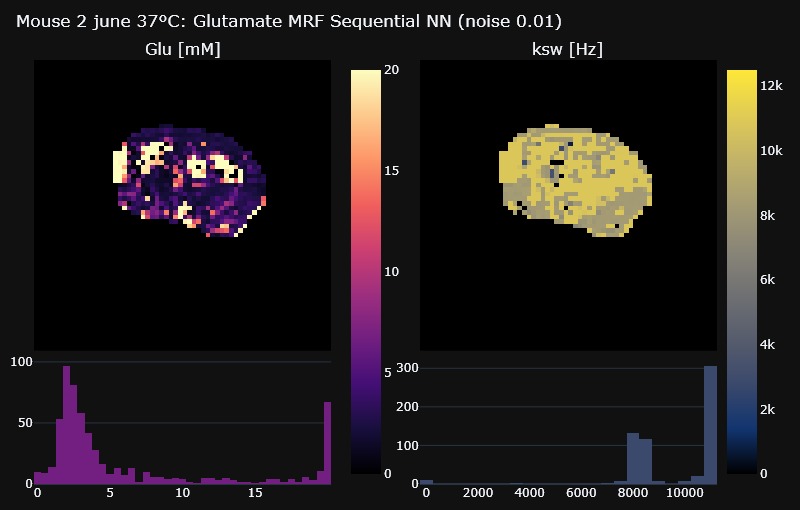 Mouse 2 june 37ºC: Glutamate MRF Sequential NN (noise 0.01)
Glu [mM]
ksw [Hz]
20
15
10
5
0
12k
10k
8k
6k
4k
2k
0
100
50
0
0
5
10
15
300
200
100
0
0
2000
4000
6000
8000
10000